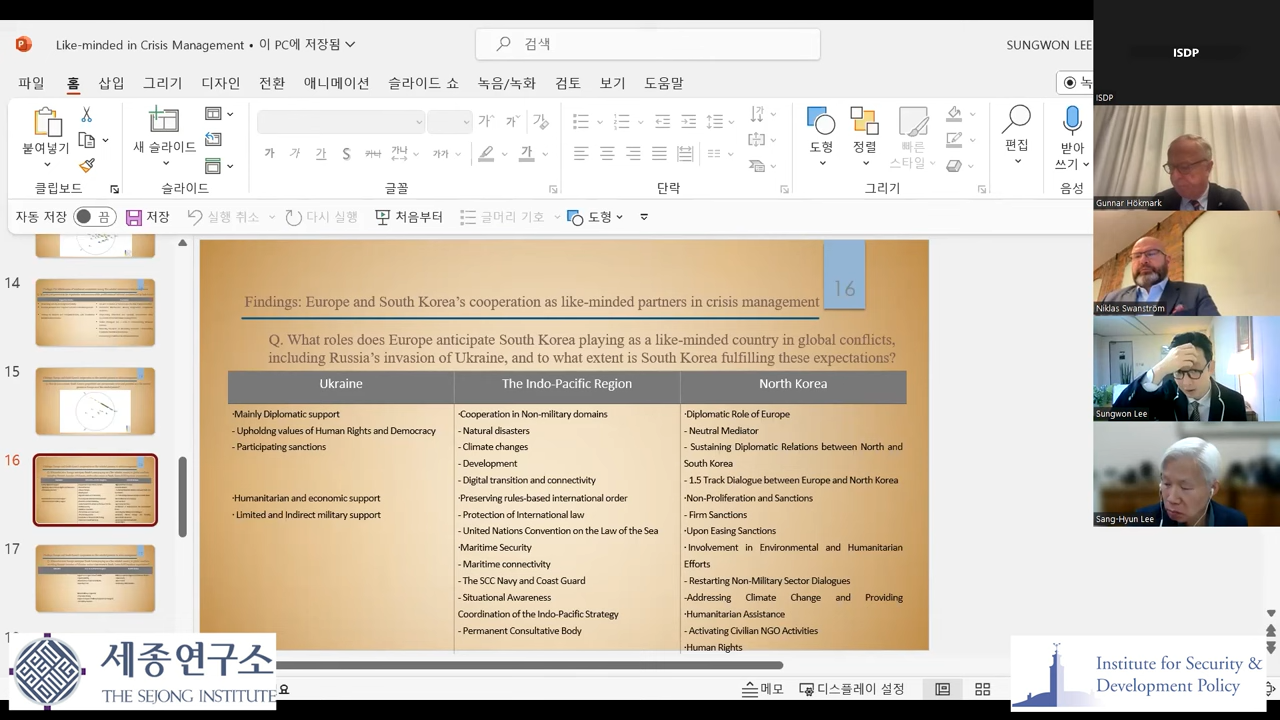 Like-minded in Crisis Management • 이 PC에 저장됨
검색
SUNGWON LEE
파일 홈 삽입 그리기 디자인 전환 애니메이션 슬라이드 쇼 녹음/녹화 검토 보기 도움말
붙여넣기
새 슬라이드
도형
정렬
빠른 스타일
편집
받아쓰기
클립보드
슬라이드
글꼴
단락
그리기
음성
자동 저장 끔 저장 실행 취소 다시 실행 처음부터 글머리 기호 도형
14
15
16
17
16
Findings: Europe and South Korea's cooperation as like-minded partners in crisis management
Q. What roles does Europe anticipate South Korea playing as a like-minded country in global conflicts,
including Russia's invasion of Ukraine, and to what extent is South Korea fulfilling these expectations?
Ukraine
·Mainly Diplomatic support
- Upholdng values of Human Rights and Democracy
- Participating sanctions
·Humanitarian and economic support
· Limited and Indirect military support
The Indo-Pacific Region
·Cooperation in Non-military domains
- Natural disasters
- Climate changes
- Development
- Digital transition and connectivity
·Preserving rules-based international order
- Protection of International law
- United Nations Convention on the Law of the Sea
·Maritime Security
- Maritime connectivity
- The SCC Navy and Coast Guard
- Situational Awareness
Coordination of the Indo-Pacific Strategy
- Permanent Consultative Body
North Korea
·Diplomatic Role of Europe
- Neutral Mediator
- Sustaining Diplomatic Relations between North and
South Korea
- 1.5 Track Dialogue between Europe and North Korea
·Non-Proliferation and Sanctions
- Firm Sanctions
·Upon Easing Sanctions
· Involvement in Environmental and Humanitarian
Efforts
- Restarting Non-Military Sector Dialogues
-Addressing Climate Change and Providing
·Humanitarian Assistance
- Activating Civilian NGO Activities
·Human Rights
메모
디스플레이 설정
세종연구소
THE SEJONG INSTITUTE
Institute for Security &
Development Policy
ISDP
ISDP
Gunnar Hökmark
Niklas Swanström
Sungwon Lee
Sang-Hyun Lee